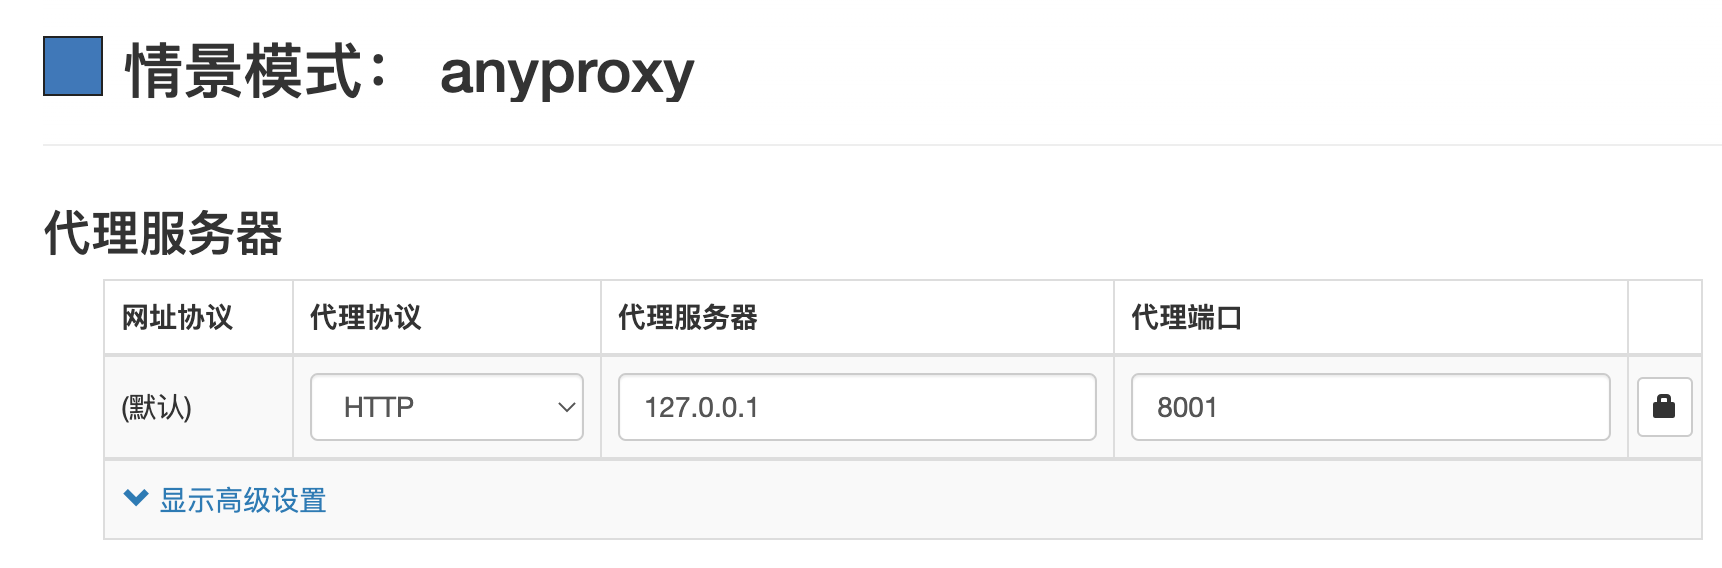 情景模式： anyproxy
代理服务器
网址协议 代理协议 代理服务器 代理端口
(默认) HTTP 127.0.0.1 8001
显示高级设置